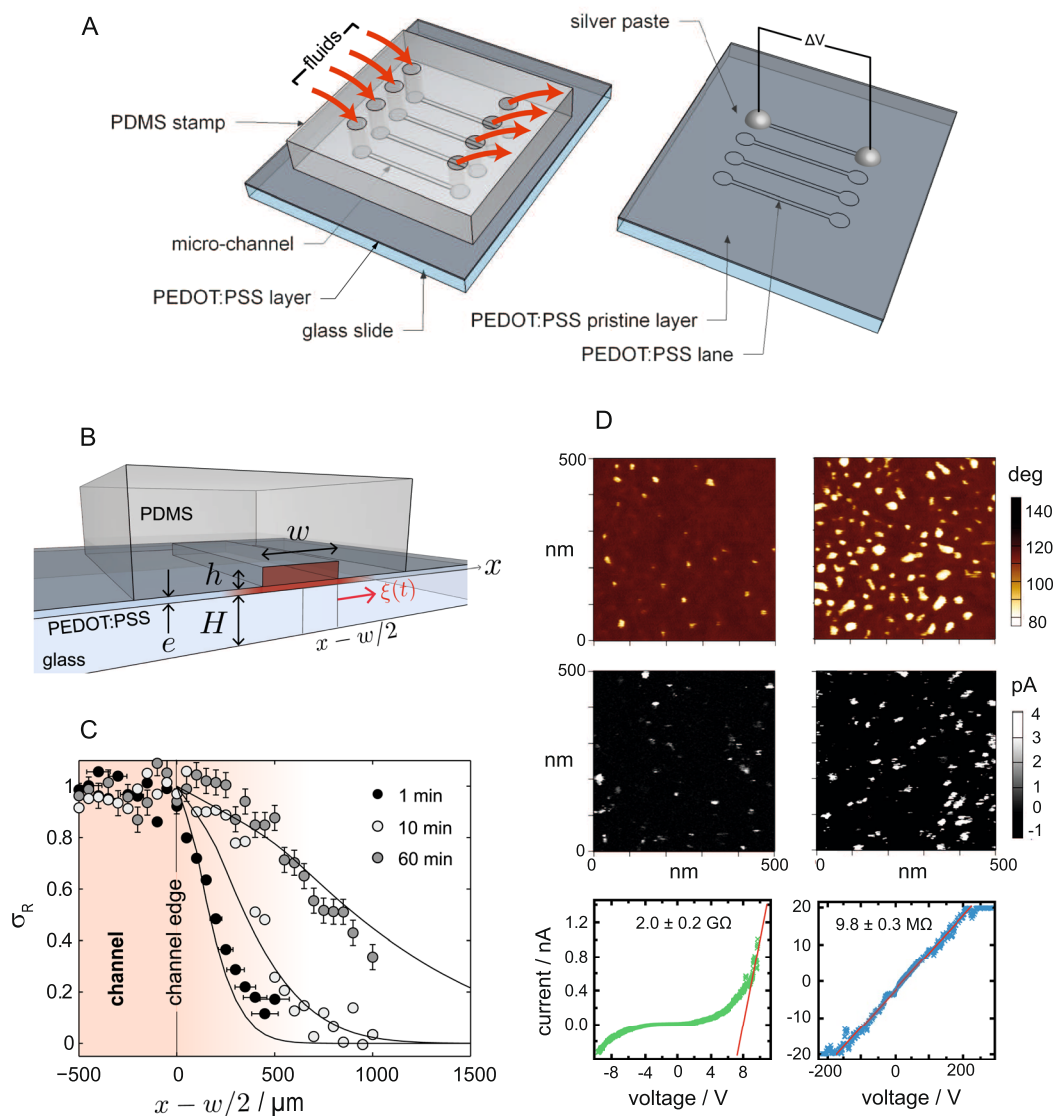 A
fluids
PDMS stamp
micro-channel
PEDOT:PSS layer
glass slide
silver paste
ΔV
PEDOT:PSS pristine layer
PEDOT:PSS lane
B
PDMS
w
h
x
ξ(t)
PEDOT:PSS
e
H
x − w/2
glass
C
σ_R
1
0.8
0.6
0.4
0.2
0
1 min
10 min
60 min
channel
channel edge
−500
0
500
1000
1500
x − w/2 / µm
D
500
nm
0
deg
140
120
100
80
500
nm
0
0
nm
500
0
nm
500
pA
4
3
2
1
0
-1
1.2
0.8
0.4
0.0
current / nA
2.0 ± 0.2 GΩ
-8
-4
0
4
8
voltage / V
20
10
0
-10
-20
9.8 ± 0.3 MΩ
-200
0
200
voltage / V